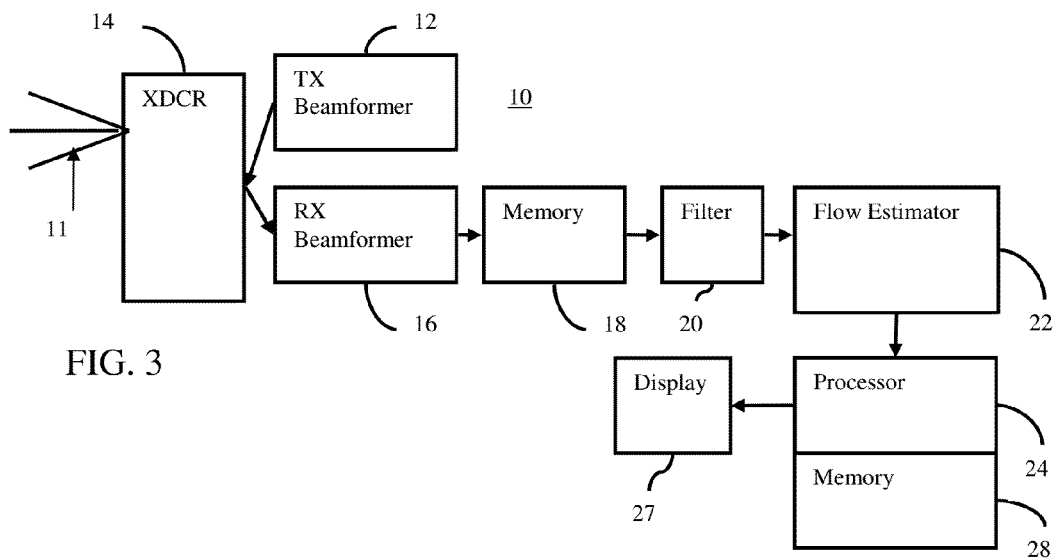 14
12
XDCR
TX
Beamformer
10
11
RX
Beamformer
Memory
Filter
Flow Estimator
16
18
20
22
FIG. 3
Display
Processor
24
27
Memory
28